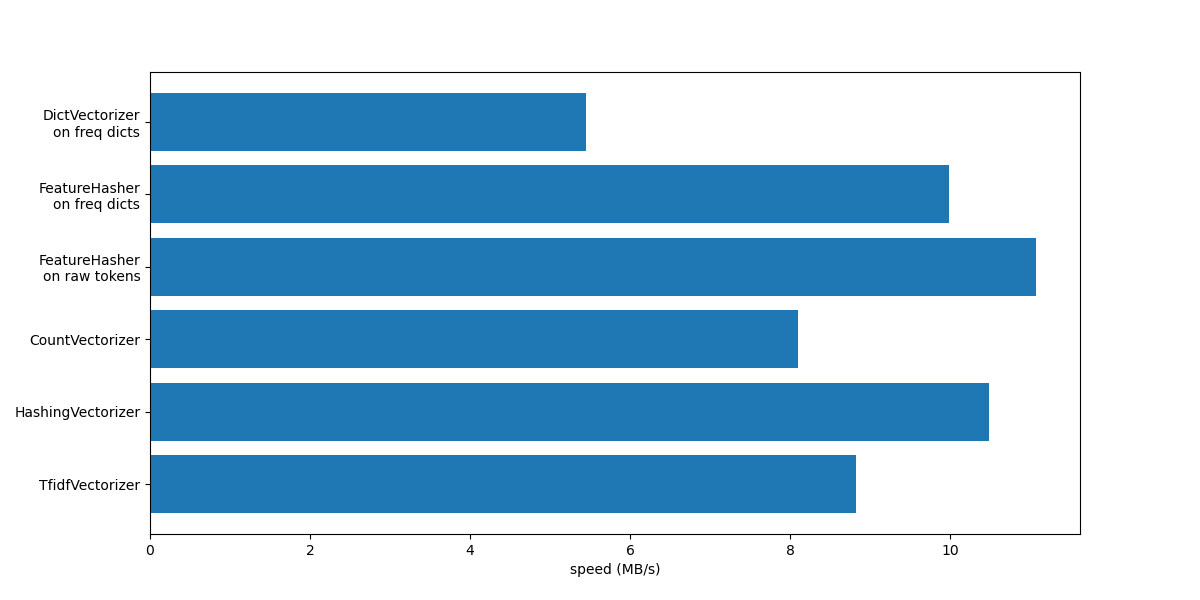 DictVectorizer
on freq dicts
FeatureHasher
on freq dicts
FeatureHasher
on raw tokens
CountVectorizer
HashingVectorizer
TfidfVectorizer
0 2 4 6 8 10
speed (MB/s)